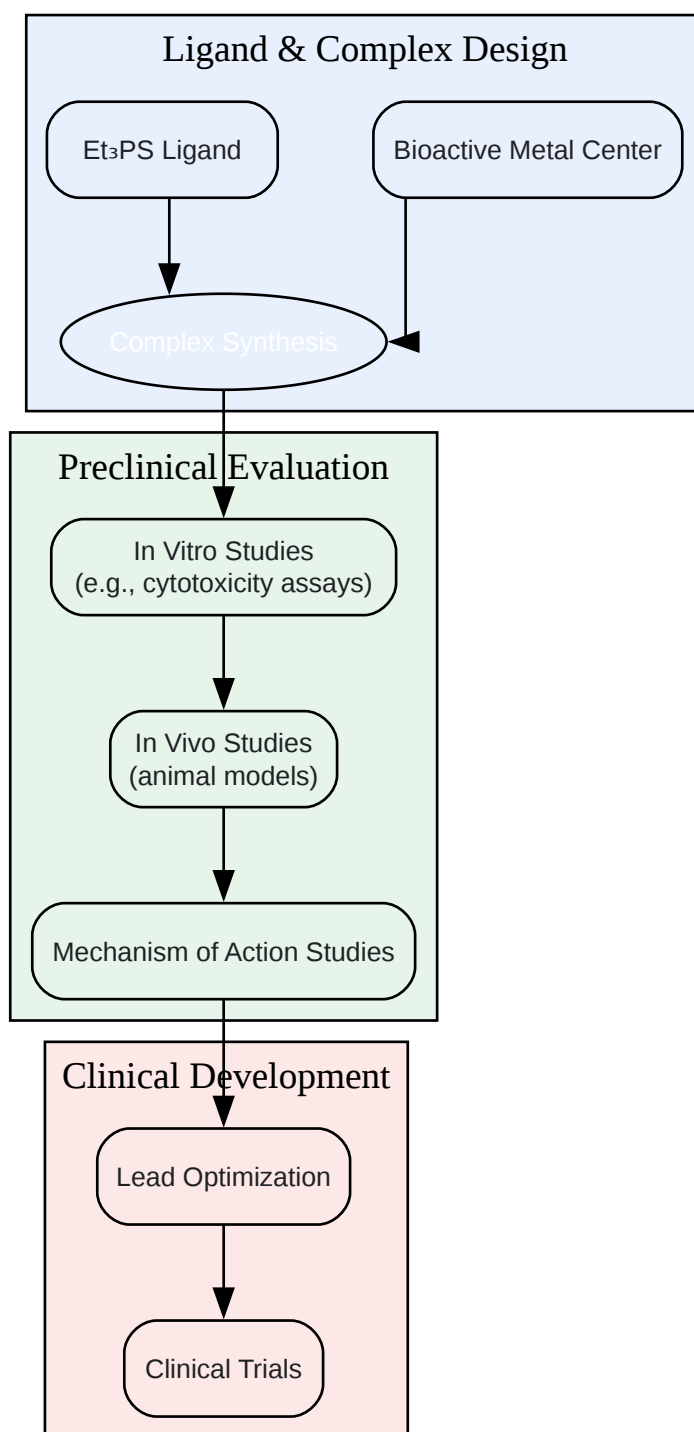 Ligand & Complex Design
Et₃PS Ligand
Bioactive Metal Center
Complex Synthesis
Preclinical Evaluation
In Vitro Studies
(e.g., cytotoxicity assays)
In Vivo Studies
(animal models)
Mechanism of Action Studies
Clinical Development
Lead Optimization
Clinical Trials